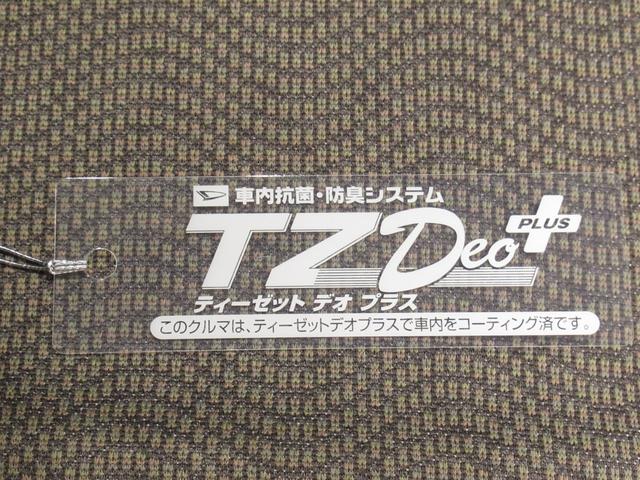 車内抗菌・防臭システム
TZ Deo PLUS
ティーゼット デオ プラス
このクルマは、ティーゼットデオプラスで車内をコーティング済です。